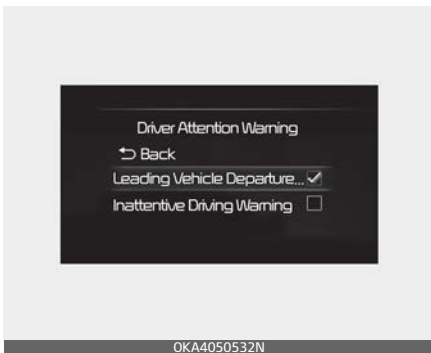 Driver Attention Warning
Back
Leading Vehicle Departure...
Inattentive Driving Warning
OKA4050532N